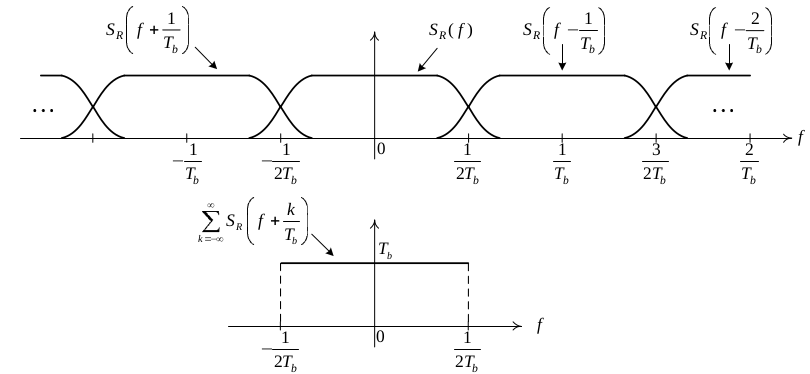 S_R(f + 1/T_b) S_R(f) S_R(f − 1/T_b) S_R(f − 2/T_b)
… … f
−1/T_b −1/2T_b 0 1/2T_b 1/T_b 3/2T_b 2/T_b
∑_{k=−∞}^{∞} S_R(f + k/T_b)
T_b
f
−1/2T_b 0 1/2T_b